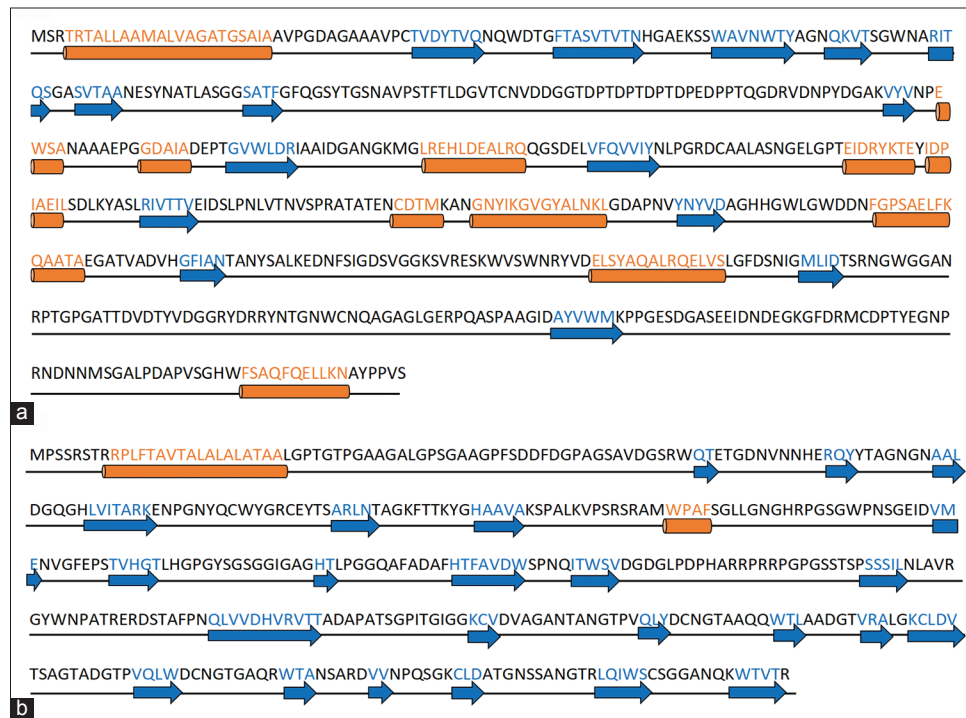 MSRTRTALLAAMALVAGATGSAIAAVPGDAGAAAVPCTVDYTVQNQWDTGFTASVTVTNHGAEKSSWAVNWTYAGNQKVTSGWNARIT
QSGASVTAANESYNATLASGGSATFGFQGSYTGSNAVPSTFTLDGVTCNVDDGGTDPTDPTDPTDPEDPPTQGDRVDNPYDGAKVYVNPE
WSANAAAEPGGDAIADEPTGVWLDRIAAIDGANGKMGLREHLDEALRQQGSDELVFQVVIYNLPGRDCAALASNGELGPTEIDRYKTEYIDP
IAEILSDLKYASLRIVTTVEIDSLPNLVTNVSPRATATENCDTMKANGNYIKGVGYALNKLGDAPNVYNYVDAGHHGWLGWDDNFGPSAELFK
QAATAEGATVADVHGFIANTANYSALKEDNFSIGDSVGGKSVRESKWVSWNRYVDELSYAQALRQELVSLGFDSNIGMLIDTSRNGWGGAN
RPTGPGATTDVDTYVDGGRYDRRYNTGNWCNQAGAGLGERPQASPAAGIDAYVWMKPPGESDGASEEIDNDEGKGFDRMCDPTYEGNP
RNDNNMSGALPDAPVSGHWFSAQFQELLKNAYPPVS
a
MPSSRSTRRPLFTAVTALALALATAALGPTGTPGAAGALGPSGAAGPFSDDFDGPAGSAVDGSRWQTETGDNVNNHERQYYTAGNGNAAL
DGQGHLVITARKENPGNYQCWYGRCEYTSARLNTAGKFTTKYGHAAVAKSPALKVPSRSRAMWPAFSGLLGNGHRPGSGWPNSGEIDVM
ENVGFEPSTVHGTLHGPGYSGSGGIGAGHTLPGGQAFADAFHTFAVDWSPNQITWSVDGDGLPDPHARRPRRPGPGSSTSPSSSILNLAVR
GYWNPATRERDSTAFPNQLVVDHVRVTTADAPATSGPITGIGGKCVDVAGANTANGTPVQLYDCNGTAAQQWTLAADGTVRALGKCLDV
TSAGTADGTPVQLWDCNGTGAQRWTANSARDVVNPQSGKCLDATGNSSANGTRLQIWSCSGGANQKWTVTR
b